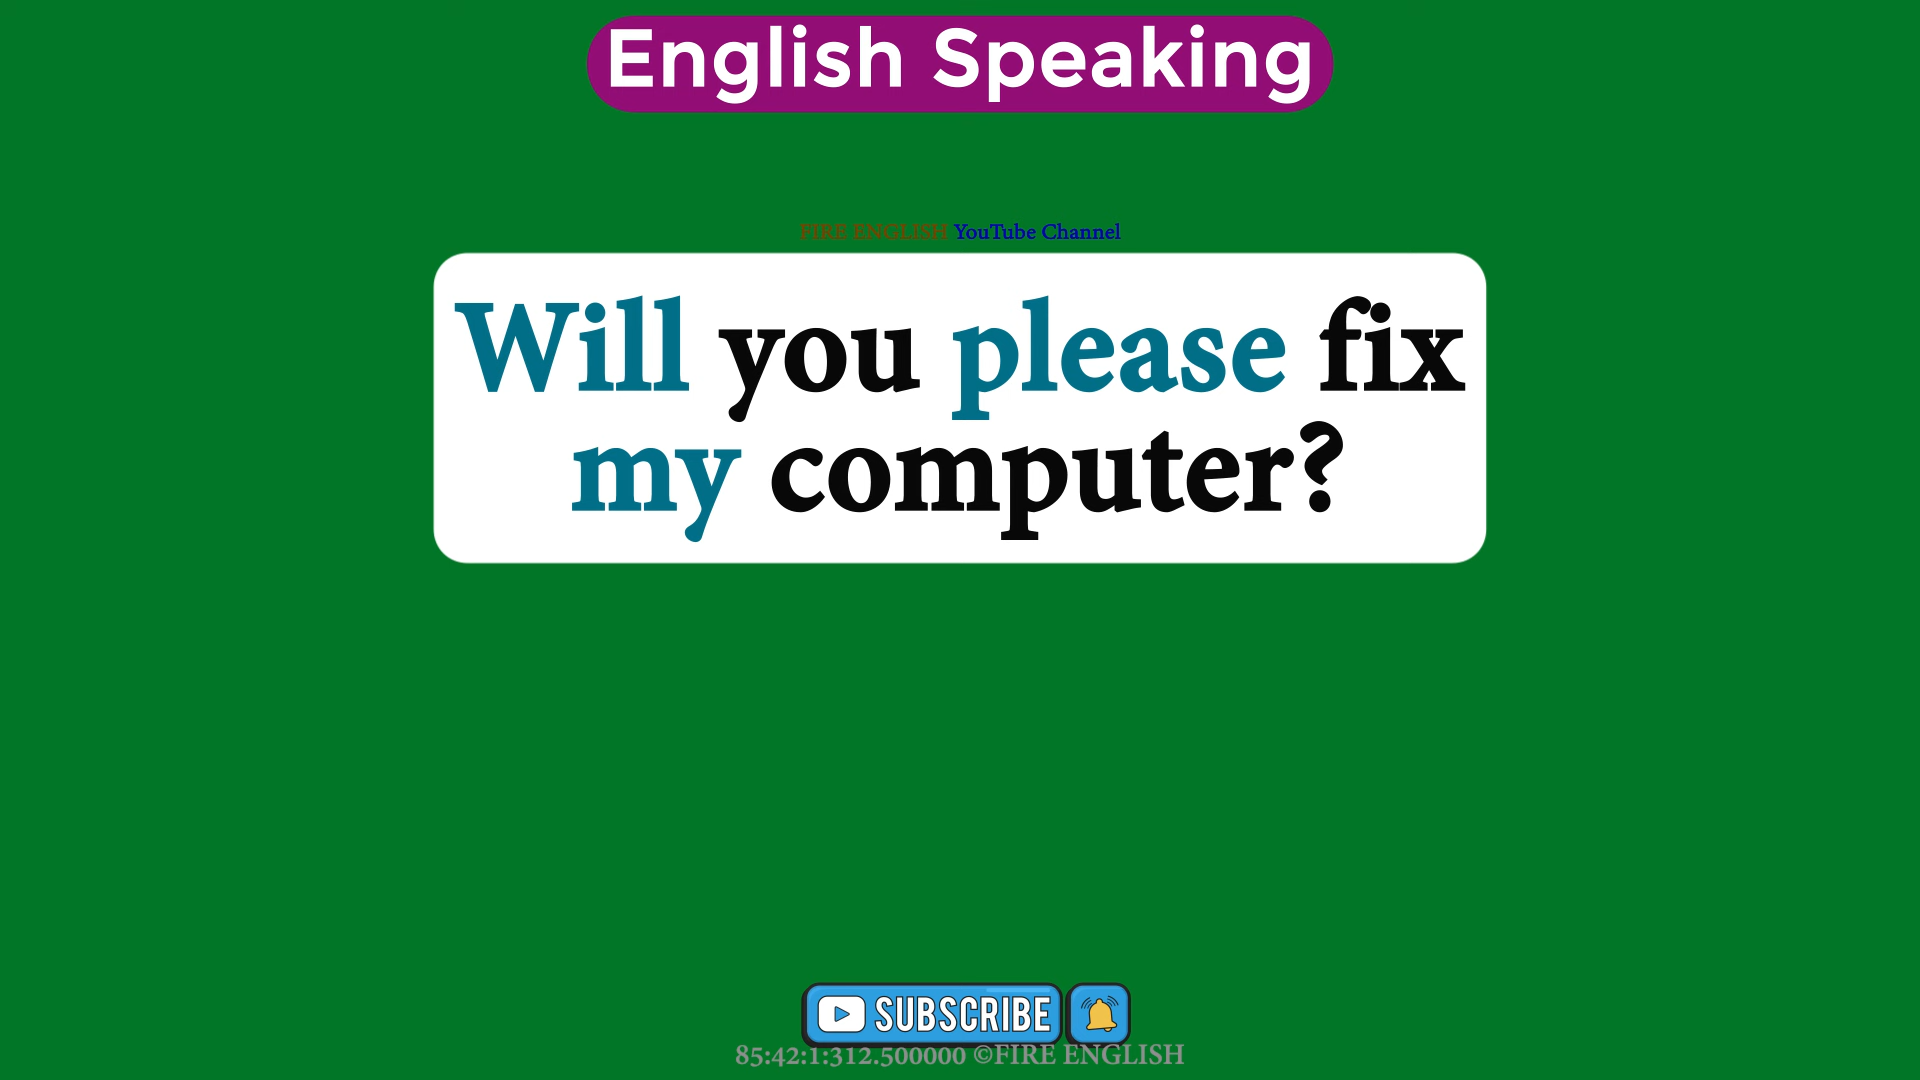 English Speaking
FIRE ENGLISH YouTube Channel
Will you please fix
my computer?
SUBSCRIBE
85:42:1:312.500000 ©FIRE ENGLISH